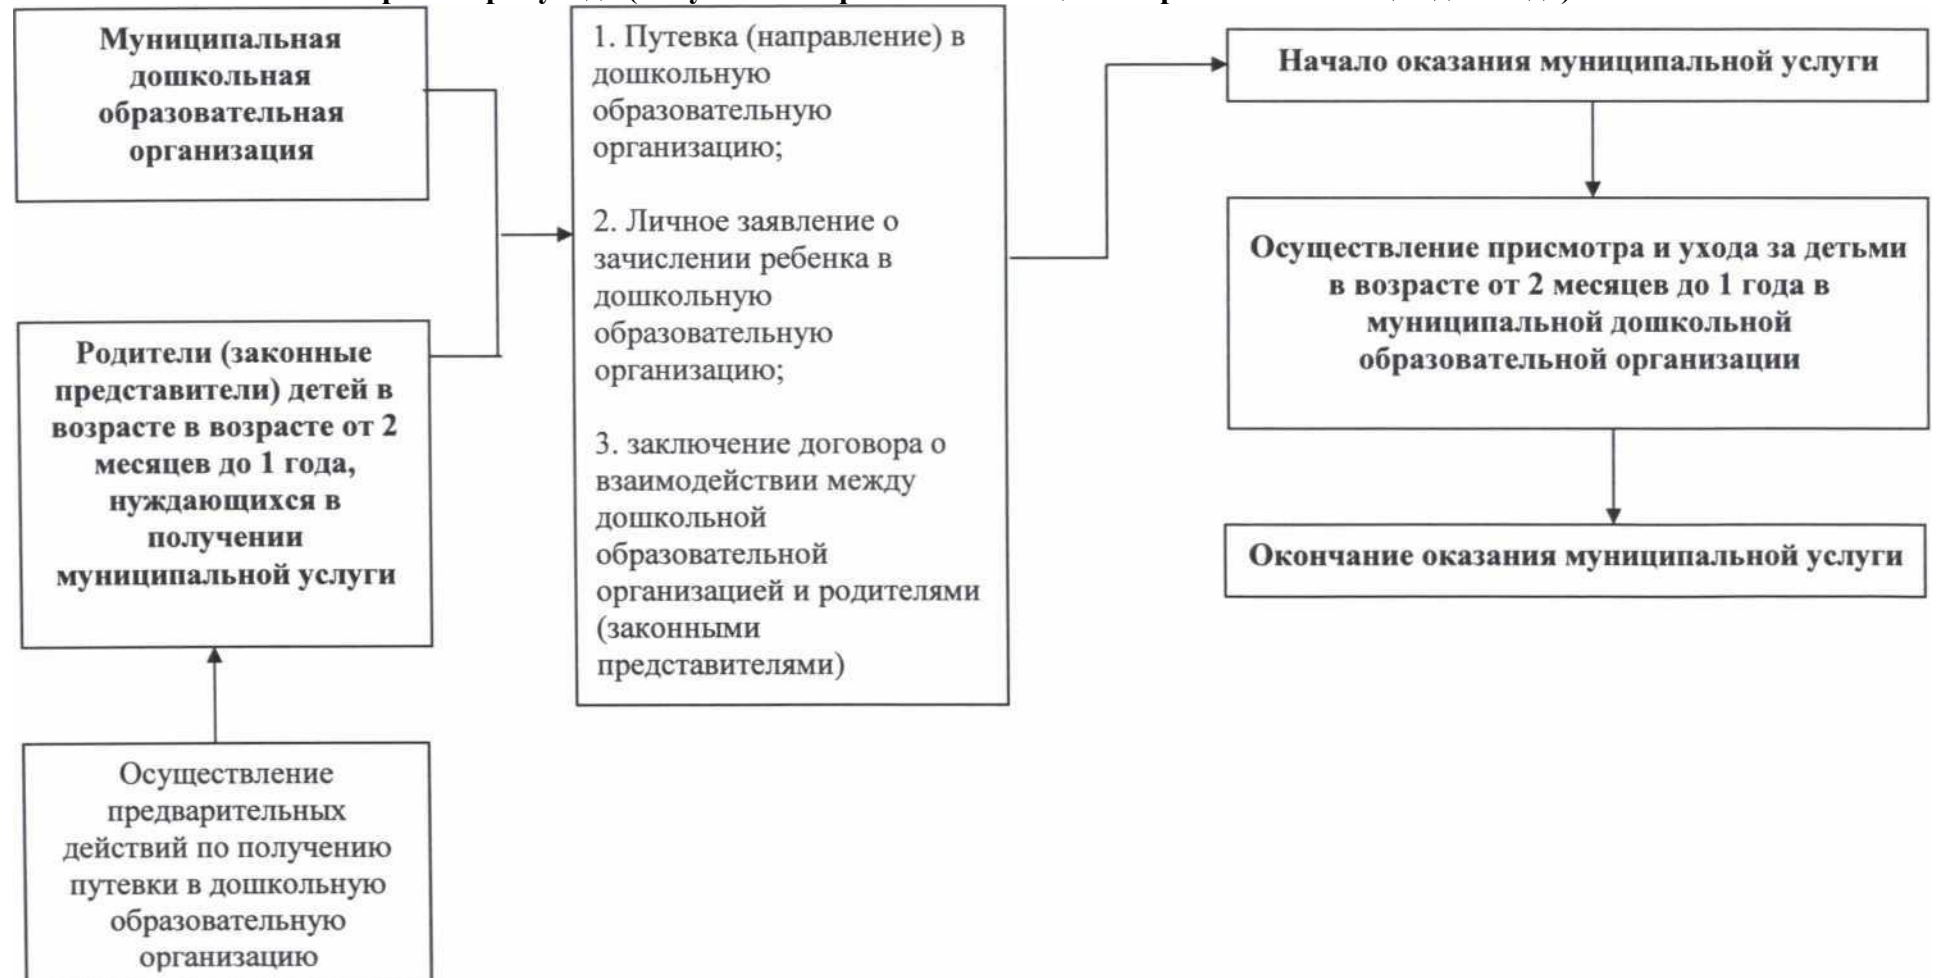 Муниципальная
дошкольная
образовательная
организация
Родители (законные
представители) детей в
возрасте в возрасте от 2
месяцев до 1 года,
нуждающихся в
получении
муниципальной услуги
Осуществление
предварительных
действий по получению
путевки в дошкольную
образовательную
организацию
1. Путевка (направление) в
дошкольную
образовательную
организацию;
2. Личное заявление о
зачислении ребенка в
дошкольную
образовательную
организацию;
3. заключение договора о
взаимодействии между
дошкольной
образовательной
организацией и родителями
(законными
представителями)
Начало оказания муниципальной услуги
Осуществление присмотра и ухода за детьми
в возрасте от 2 месяцев до 1 года в
муниципальной дошкольной
образовательной организации
Окончание оказания муниципальной услуги